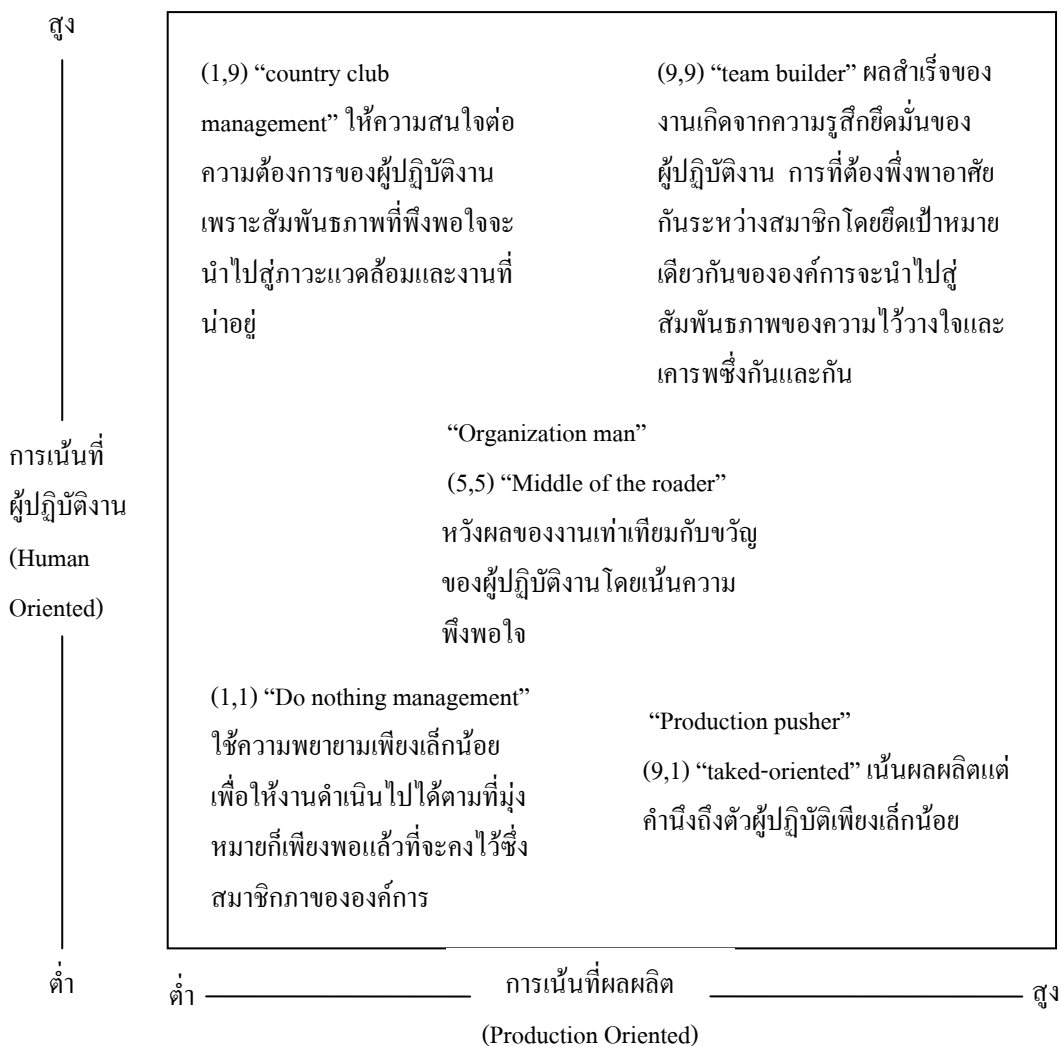 สูง
(1,9) “country club
management” ให้ความสนใจต่อ
ความต้องการของผู้ปฏิบัติงาน
เพราะสัมพันธภาพที่พึงพอใจจะ
นำไปสู่ภาวะแวดล้อมและงานที่
น่าอยู่
(9,9) “team builder” ผลสำเร็จของ
งานเกิดจากความรูสึกยึดมั่นของ
ผู้ปฏิบัติงาน การที่ต้องพึ่งพาอาศัย
กันระหว่างสมาชิกโดยยึดเป้าหมาย
เดียวกันขององค์การจะนำไปสู่
สัมพันธภาพของความไว้วางใจและ
เคารพซึ่งกันและกัน
การเน้นที่
ผู้ปฏิบัติงาน
(Human
Oriented)
“Organization man”
(5,5) “Middle of the roader”
หวังผลของงานเท่าเทียมกับขวัญ
ของผู้ปฏิบัติงานโดยเน้นความ
พึงพอใจ
(1,1) “Do nothing management”
ใช้ความพยายามเพียงเล็กน้อย
เพื่อให้งานดำเนินไปได้ตามที่มุ่ง
หมายก็เพียงพอแล้วที่จะคงไว้ซึ่ง
สมาชิกภาขององค์การ
“Production pusher”
(9,1) “taked-oriented” เน้นผลผลิตแต่
คำนึงถึงตัวผู้ปฏิบัติเพียงเล็กน้อย
ต่ำ
ต่ำ การเน้นที่ผลผลิต สูง
(Production Oriented)